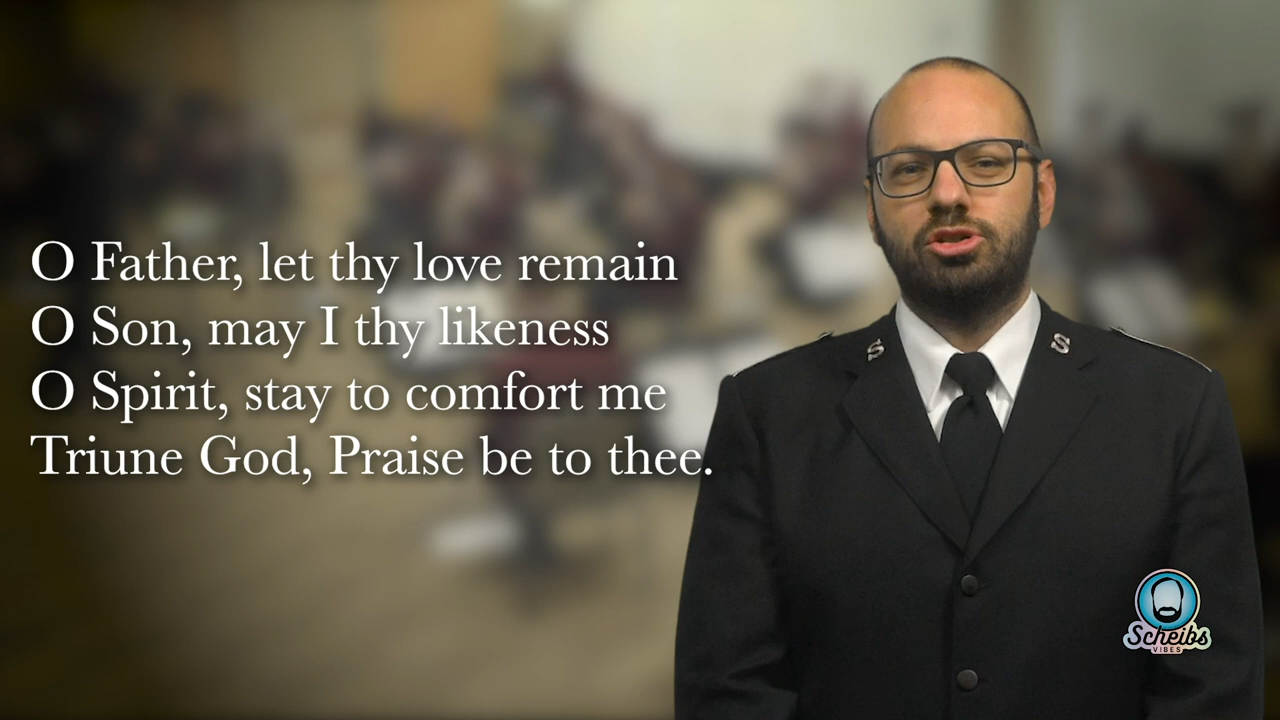 O Father, let thy love remain
O Son, may I thy likeness
O Spirit, stay to comfort me
Triune God, Praise be to thee.
S S
Scheibs
VIBES